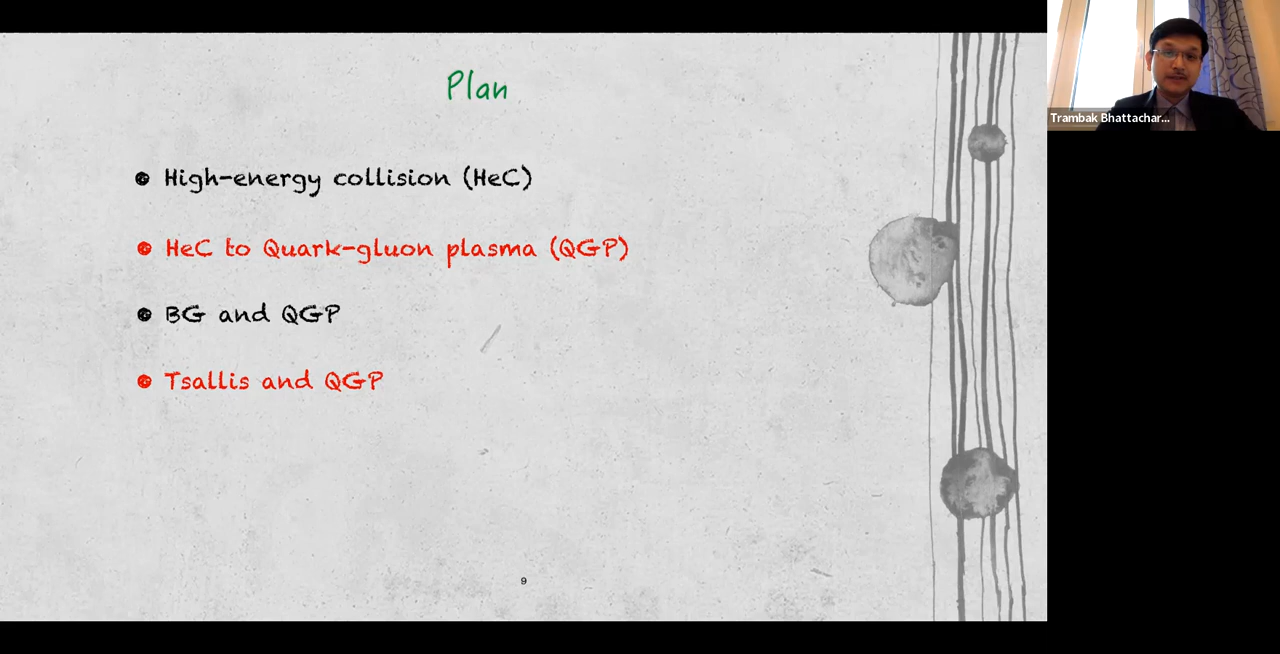 Plan
High-energy collision (HeC)
HeC to Quark-gluon plasma (QGP)
BG and QGP
Tsallis and QGP
9
Trambak Bhattachar...